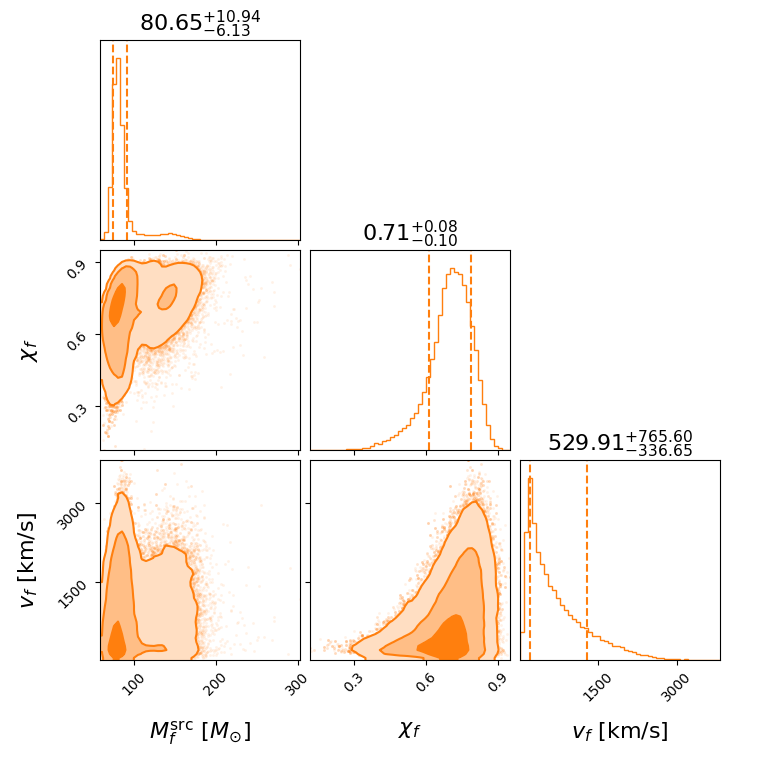 80.65^{+10.94}_{-6.13}
0.71^{+0.08}_{-0.10}
0.9
0.6
0.3
χ_f
529.91^{+765.60}_{-336.65}
3000
1500
v_f [km/s]
100 200 300 0.3 0.6 0.9 1500 3000
M_f^{src} [M_⊙] χ_f v_f [km/s]